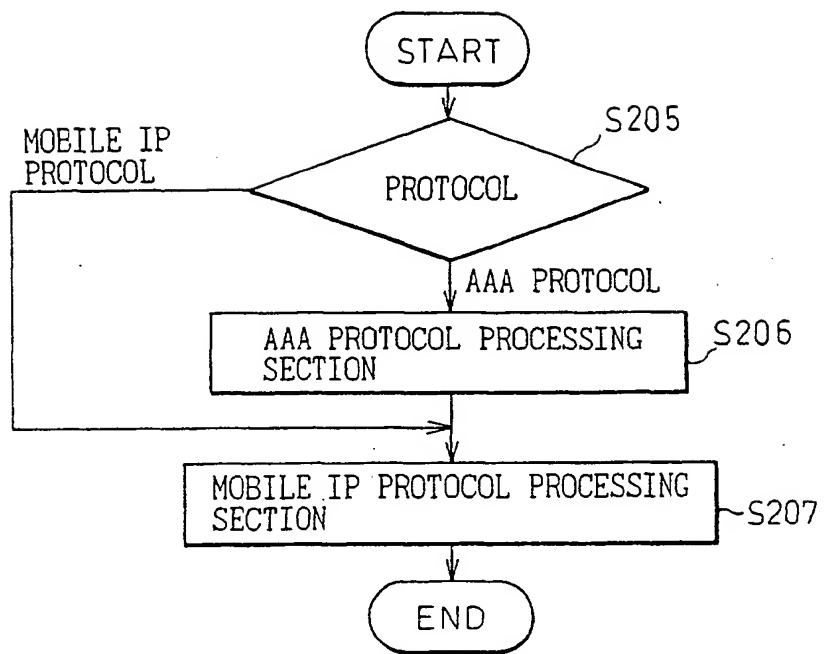 START
S205
MOBILE IP
PROTOCOL
PROTOCOL
AAA PROTOCOL
AAA PROTOCOL PROCESSING
SECTION
S206
MOBILE IP PROTOCOL PROCESSING
SECTION
S207
END